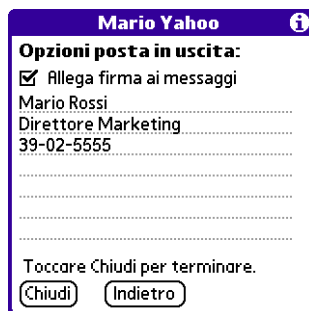 Mario Yahoo
Opzioni posta in uscita:
Allega firma ai messaggi
Mario Rossi
Direttore Marketing
39-02-5555
Toccare Chiudi per terminare.
Chiudi Indietro